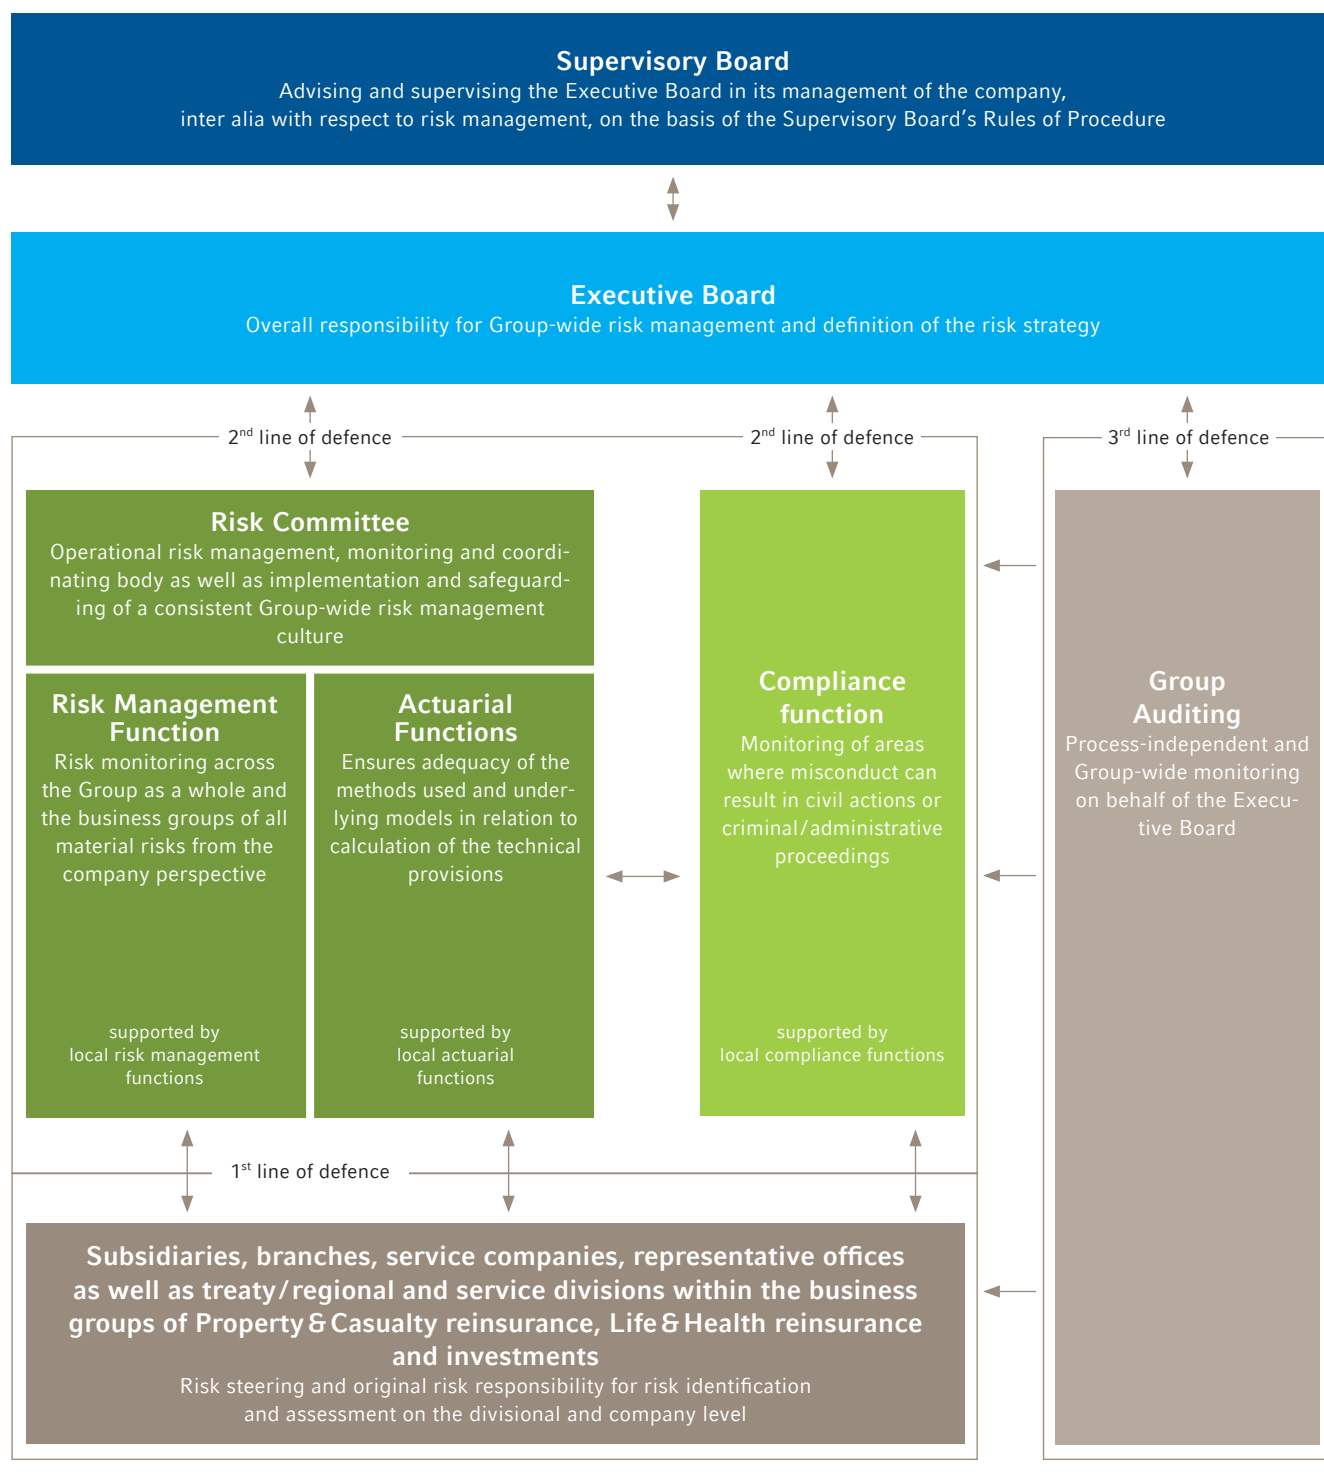 Supervisory Board
Advising and supervising the Executive Board in its management of the company,
inter alia with respect to risk management, on the basis of the Supervisory Board’s Rules of Procedure
Executive Board
Overall responsibility for Group-wide risk management and definition of the risk strategy
2nd line of defence
2nd line of defence
3rd line of defence
Risk Committee
Operational risk management, monitoring and coordi-
nating body as well as implementation and safeguard-
ing of a consistent Group-wide risk management
culture
Risk Management
Function
Risk monitoring across
the Group as a whole and
the business groups of all
material risks from the
company perspective
supported by
local risk management
functions
Actuarial
Functions
Ensures adequacy of the
methods used and under-
lying models in relation to
calculation of the technical
provisions
supported by
local actuarial
functions
Compliance
function
Monitoring of areas
where misconduct can
result in civil actions or
criminal/administrative
proceedings
supported by
local compliance functions
Group
Auditing
Process-independent and
Group-wide monitoring
on behalf of the Execu-
tive Board
1st line of defence
Subsidiaries, branches, service companies, representative offices
as well as treaty/regional and service divisions within the business
groups of Property & Casualty reinsurance, Life & Health reinsurance
and investments
Risk steering and original risk responsibility for risk identification
and assessment on the divisional and company level